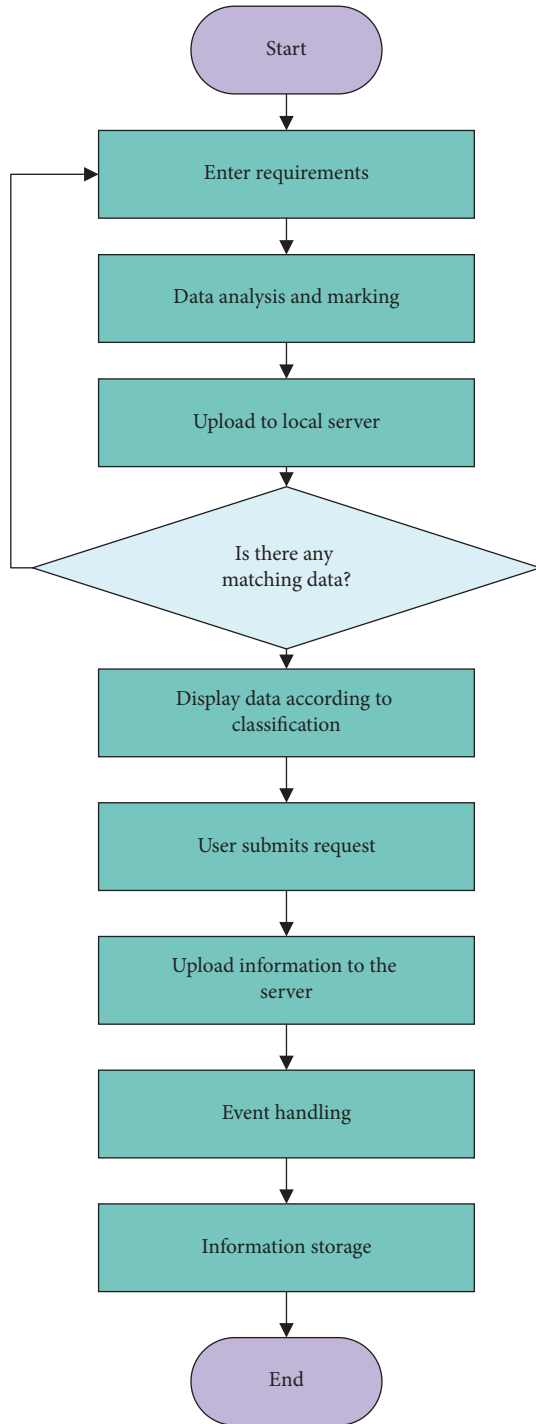 Start
Enter requirements
Data analysis and marking
Upload to local server
Is there any
matching data?
Display data according to
classification
User submits request
Upload information to the
server
Event handling
Information storage
End